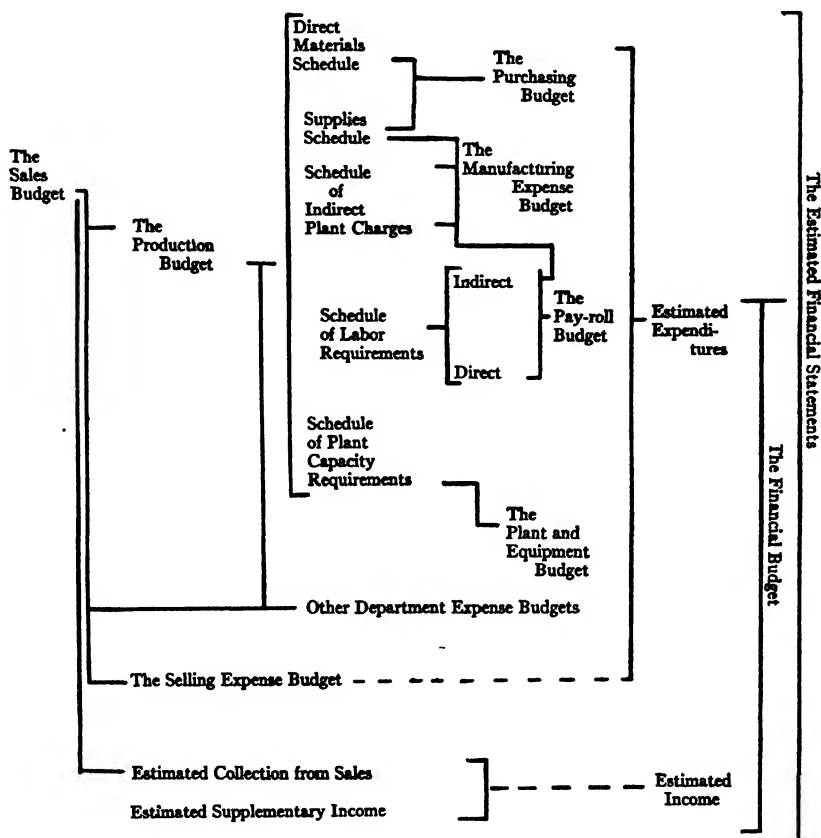 Direct
Materials
Schedule
The
Purchasing
Budget
Supplies
Schedule
The
Manufacturing
Expense
Budget
The
Sales
Budget
Schedule
of
Indirect
Plant Charges
The
Production
Budget
Indirect
Schedule
of Labor
Requirements
Direct
The
Pay-roll
Budget
Estimated
Expendi-
tures
Schedule
of Plant
Capacity
Requirements
The
Plant and
Equipment
Budget
Other Department Expense Budgets
The Selling Expense Budget
Estimated Collection from Sales
Estimated Supplementary Income
Estimated
Income
The Financial Budget
The Estimated Financial Statements